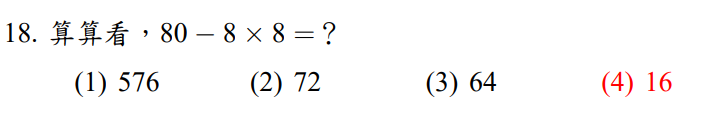 18. 算算看，80 – 8 × 8 = ？
(1) 576 (2) 72 (3) 64 (4) 16